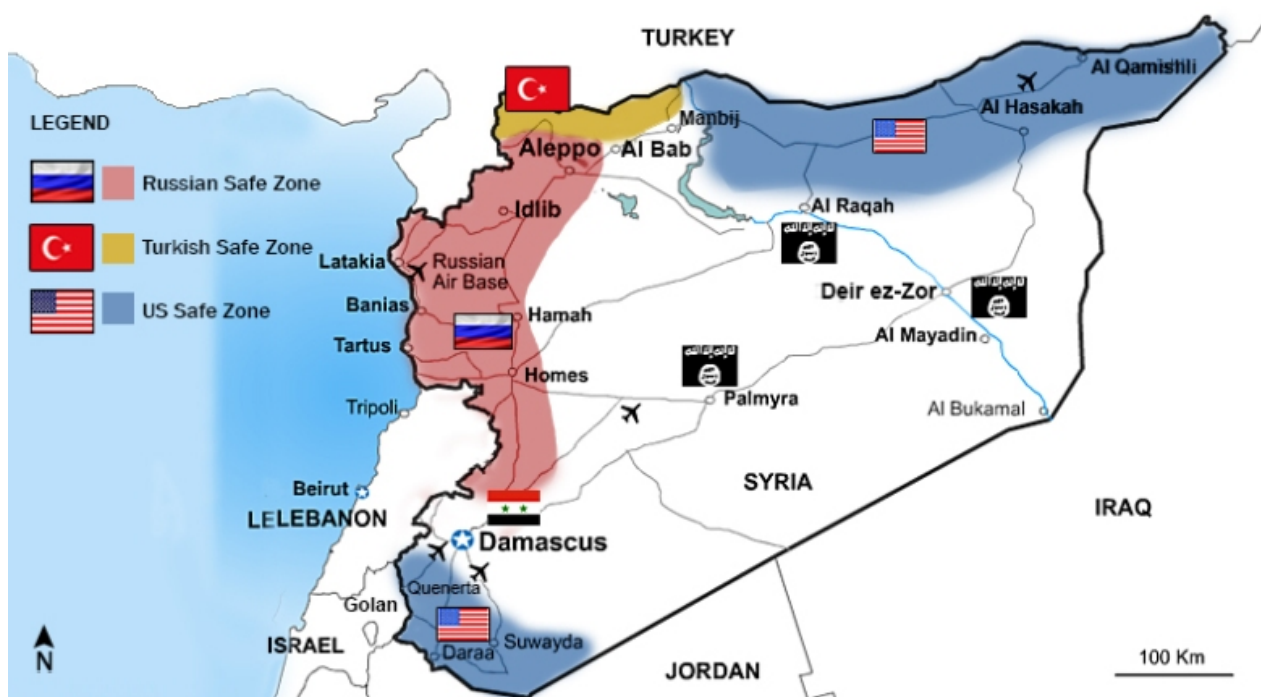 TURKEY
LEGEND
Russian Safe Zone
Turkish Safe Zone
US Safe Zone
Al Qamishli
Al Hasakah
Manbij
Aleppo
Al Bab
Idlib
Al Raqah
Latakia
Russian
Air Base
Deir ez-Zor
Banias
Hamah
Tartus
Al Mayadin
Homes
Palmyra
Tripoli
Al Bukamal
SYRIA
Beirut
LELEBANON
IRAQ
Damascus
Quenerta
Golan
ISRAEL
Suwayda
Daraa
JORDAN
N
100 Km